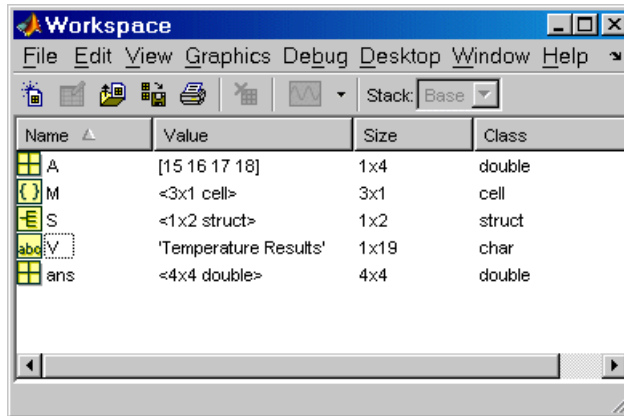 Workspace
File Edit View Graphics Debug Desktop Window Help
Stack: Base
Name Value Size Class
A [15 16 17 18] 1x4 double
{} M <3x1 cell> 3x1 cell
S <1x2 struct> 1x2 struct
abc V 'Temperature Results' 1x19 char
ans <4x4 double> 4x4 double